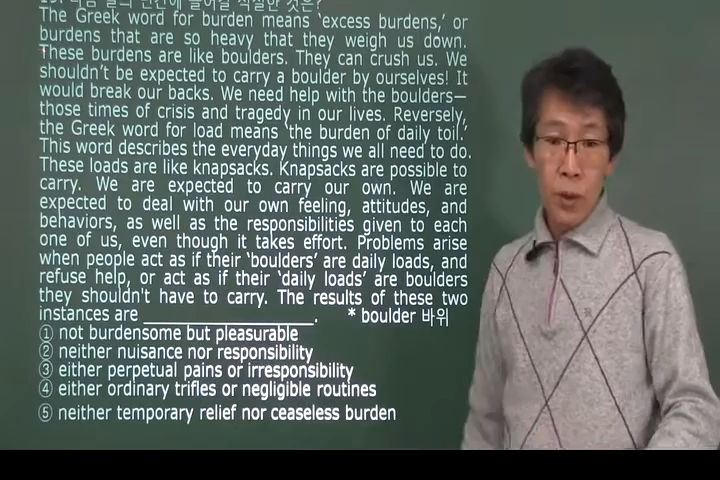 The Greek word for burden means ‘excess burdens,’ or
burdens that are so heavy that they weigh us down.
These burdens are like boulders. They can crush us. We
shouldn’t be expected to carry a boulder by ourselves! It
would break our backs. We need help with the boulders—
those times of crisis and tragedy in our lives. Reversely,
the Greek word for load means ‘the burden of daily toil.’
This word describes the everyday things we all need to do.
These loads are like knapsacks. Knapsacks are possible to
carry. We are expected to carry our own. We are
expected to deal with our own feeling, attitudes, and
behaviors, as well as the responsibilities given to each
one of us, even though it takes effort. Problems arise
when people act as if their ‘boulders’ are daily loads, and
refuse help, or act as if their ‘daily loads’ are boulders
they shouldn't have to carry. The results of these two
instances are ____________________. * boulder 바위
① not burdensome but pleasurable
② neither nuisance nor responsibility
③ either perpetual pains or irresponsibility
④ either ordinary trifles or negligible routines
⑤ neither temporary relief nor ceaseless burden